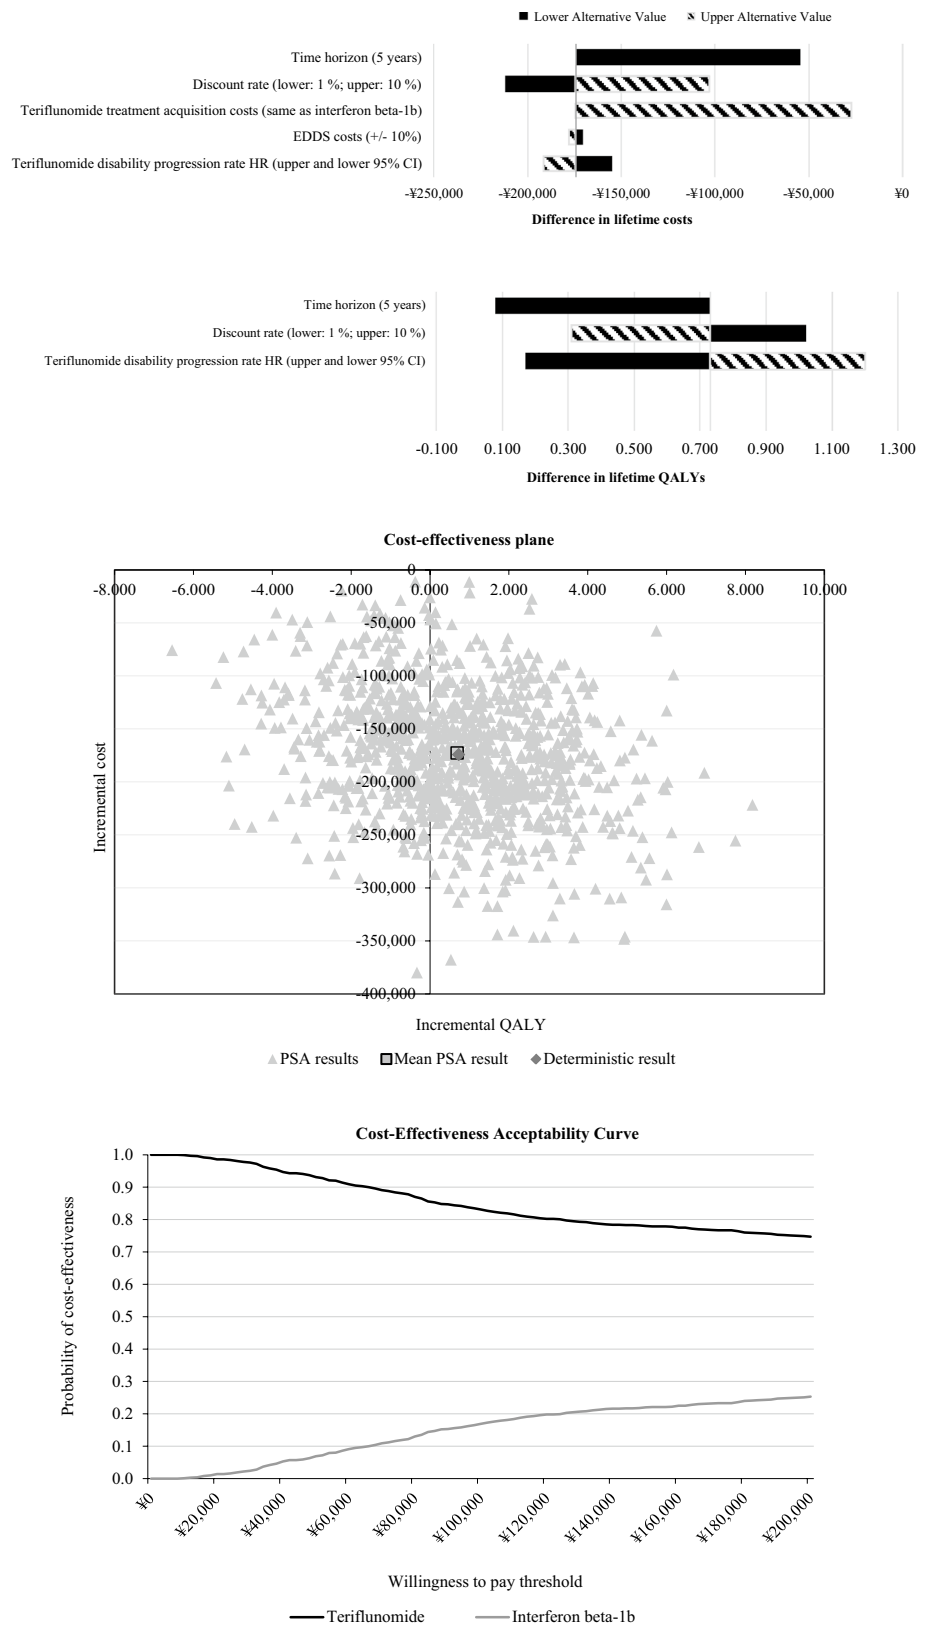 Lower Alternative Value Upper Alternative Value
Time horizon (5 years)
Discount rate (lower: 1 %; upper: 10 %)
Teriflunomide treatment acquisition costs (same as interferon beta-1b)
EDDS costs (+/- 10%)
Teriflunomide disability progression rate HR (upper and lower 95% CI)
-¥250,000 -¥200,000 -¥150,000 -¥100,000 -¥50,000 ¥0
Difference in lifetime costs
Time horizon (5 years)
Discount rate (lower: 1 %; upper: 10 %)
Teriflunomide disability progression rate HR (upper and lower 95% CI)
-0.100 0.100 0.300 0.500 0.700 0.900 1.100 1.300
Difference in lifetime QALYs
Cost-effectiveness plane
0
-8.000 -6.000 -4.000 -2.000 0.000 2.000 4.000 6.000 8.000 10.000
-50,000
-100,000
-150,000
-200,000
-250,000
-300,000
-350,000
-400,000
Incremental cost
Incremental QALY
PSA results Mean PSA result Deterministic result
Cost-Effectiveness Acceptability Curve
1.0
0.9
0.8
0.7
0.6
0.5
0.4
0.3
0.2
0.1
0.0
Probability of cost-effectiveness
¥0 ¥20,000 ¥40,000 ¥60,000 ¥80,000 ¥100,000 ¥120,000 ¥140,000 ¥160,000 ¥180,000 ¥200,000
Willingness to pay threshold
Teriflunomide Interferon beta-1b